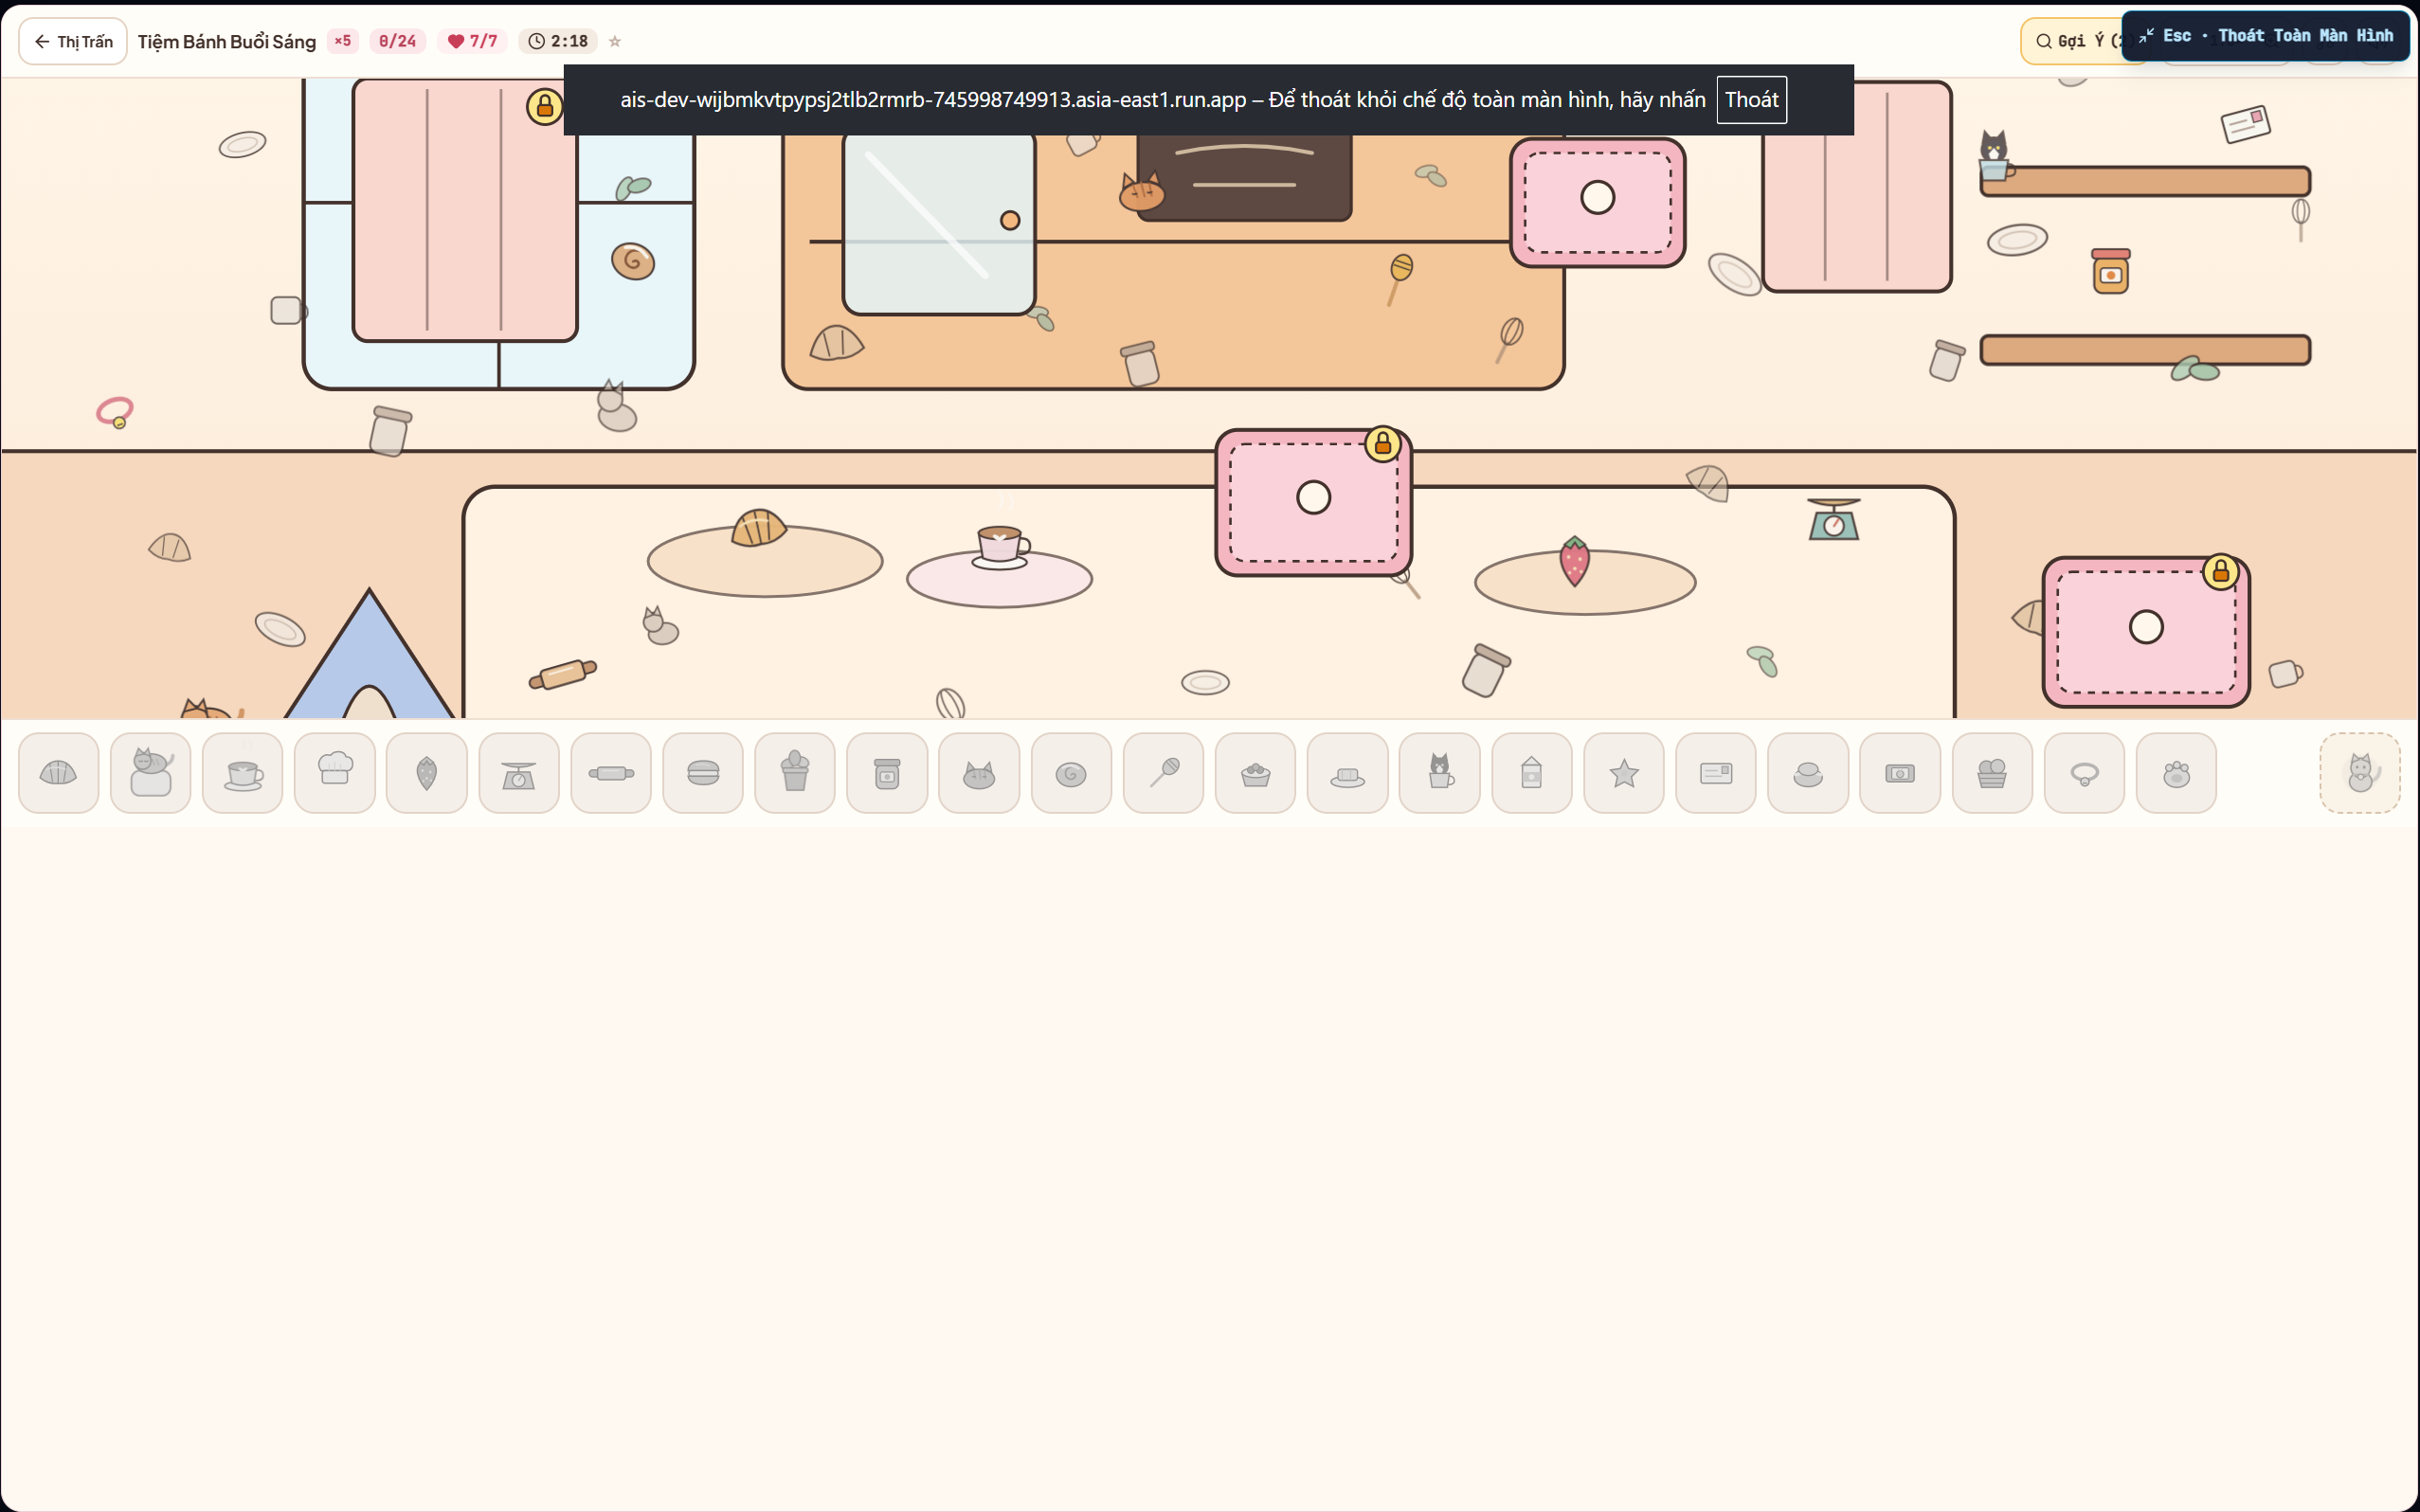 Thị Trấn
Tiệm Bánh Buổi Sáng
×5
0/24
7/7
2:18
Gợi Ý
Esc · Thoát Toàn Màn Hình
ais-dev-wijbmkvtpypsj2tlb2rmrb-745998749913.asia-east1.run.app – Để thoát khỏi chế độ toàn màn hình, hãy nhấn Thoát